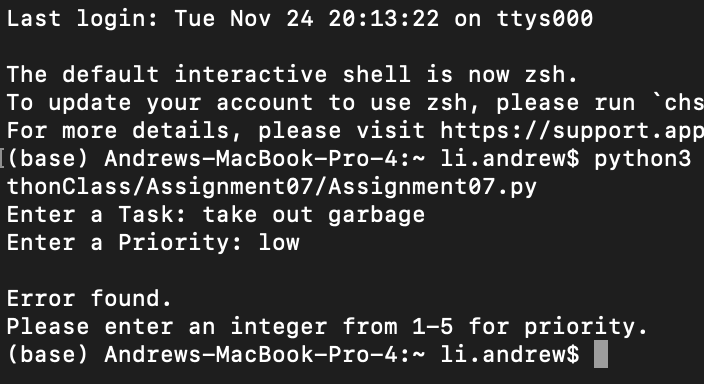 Last login: Tue Nov 24 20:13:22 on ttys000
The default interactive shell is now zsh.
To update your account to use zsh, please run `chs
For more details, please visit https://support.app
(base) Andrews-MacBook-Pro-4:~ li.andrew$ python3
thonClass/Assignment07/Assignment07.py
Enter a Task: take out garbage
Enter a Priority: low
Error found.
Please enter an integer from 1-5 for priority.
(base) Andrews-MacBook-Pro-4:~ li.andrew$